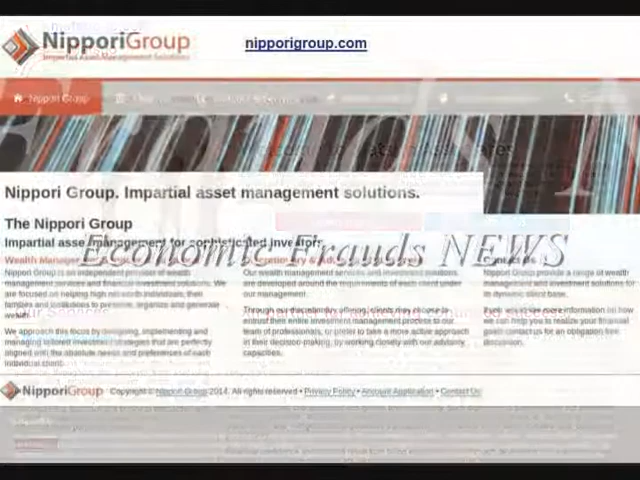 NipporiGroup nipporigroup.com
Impartial Asset Management Solutions
Nippori Group
Nippori Group. Impartial asset management solutions.
The Nippori Group
Impartial asset management for sophisticated investors
Economic Frauds NEWS
Nippori Group is an independent provider of wealth
management services and financial investment solutions. We
are focused on helping high net worth individuals, their
families and institutions to preserve, organize and generate
wealth.
We approach this focus by designing, implementing and
managing tailored investment strategies that are perfectly
aligned with the absolute needs and preferences of each
individual client.
Our wealth management services and investment solutions
are developed around the requirements of each client under
our management.
Through our discretionary offering, clients may choose to
entrust their entire investment management process to our
team of professionals, or prefer to take a more active approach
in their decision-making, by working closely with our advisory
capacities.
Contact Us
Nippori Group provide a range of wealth
management and investment solutions for
its dynamic client base.
If you would like more information on how
we can help you to realize your financial
goals contact us for an obligation free
discussion.
NipporiGroup Copyright © Nippori Group 2014. All rights reserved • Privacy Policy • Account Application • Contact Us